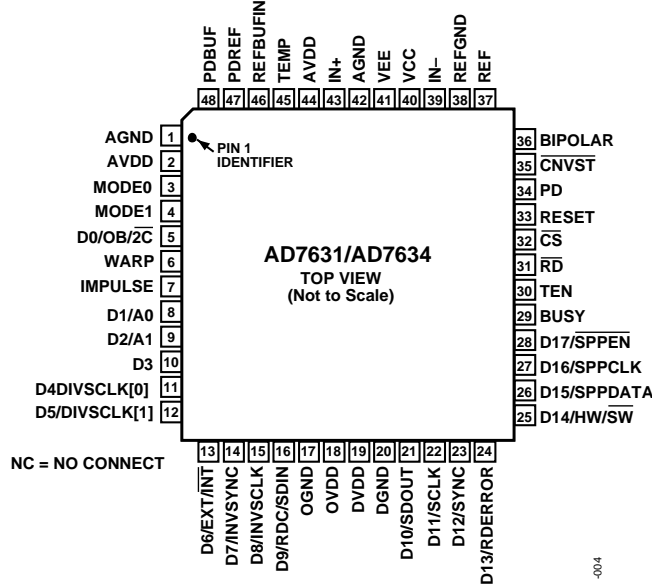 PDBUF
PDREF
REFBUFIN
TEMP
AVDD
IN+
AGND
VEE
VCC
IN–
REFGND
REF
48 47 46 45 44 43 42 41 40 39 38 37
AGND 1
AVDD 2
MODE0 3
MODE1 4
D0/OB/2C̅ 5
WARP 6
IMPULSE 7
D1/A0 8
D2/A1 9
D3 10
D4DIVSCLK[0] 11
D5/DIVSCLK[1] 12
PIN 1
IDENTIFIER
AD7631/AD7634
TOP VIEW
(Not to Scale)
36 BIPOLAR
35 C̅N̅V̅S̅T̅
34 PD
33 RESET
32 C̅S̅
31 R̅D̅
30 TEN
29 BUSY
28 D17/S̅P̅P̅E̅N̅
27 D16/SPPCLK
26 D15/SPPDATA
25 D14/HW/S̅W̅
NC = NO CONNECT
13 14 15 16 17 18 19 20 21 22 23 24
D6/EXT/I̅N̅T̅
D7/INVSYNC
D8/INVSCLK
D9/RDC/SDIN
OGND
OVDD
DVDD
DGND
D10/SDOUT
D11/SCLK
D12/SYNC
D13/RDERROR
-004